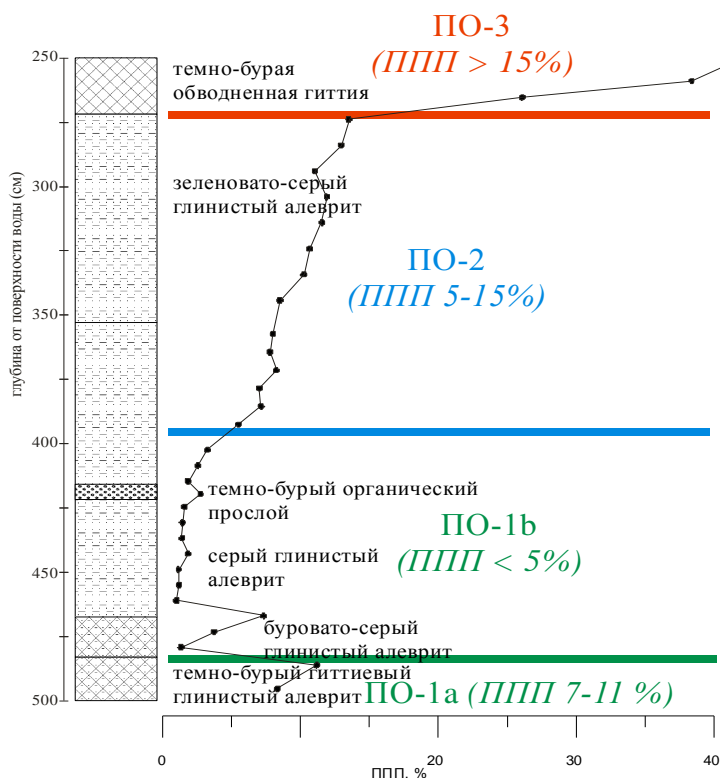 ПО-3
(ППП > 15%)
250
темно-бурая
обводненная гиттия
300
зеленовато-серый
глинистый алеврит
ПО-2
(ППП 5-15%)
350
глубина от поверхности воды (см)
400
темно-бурый органический
прослой
ПО-1b
(ППП < 5%)
серый глинистый
алеврит
450
буровато-серый
глинистый алеврит
темно-бурый гиттиевый
глинистый алеврит
ПО-1a (ППП 7-11 %)
500
0 20 30 40
ППП, %